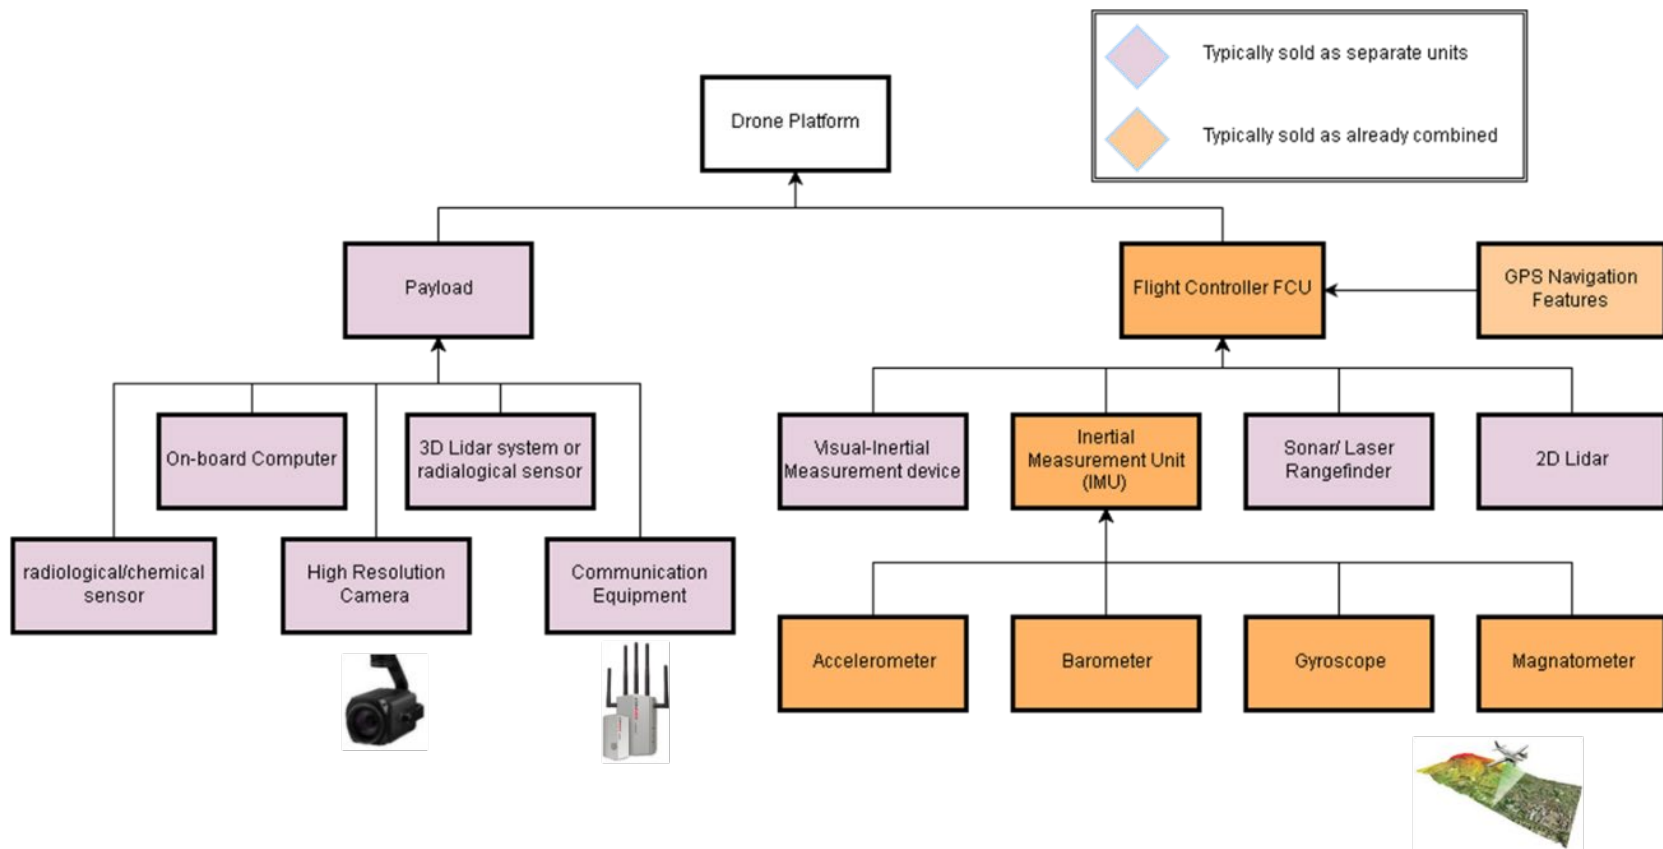 Typically sold as separate units
Typically sold as already combined
Drone Platform
Payload
Flight Controller FCU
GPS Navigation
Features
On-board Computer
3D Lidar system or
radialogical sensor
Visual-Inertial
Measurement device
Inertial
Measurement Unit
(IMU)
Sonar/ Laser
Rangefinder
2D Lidar
radiological/chemical
sensor
High Resolution
Camera
Communication
Equipment
Accelerometer
Barometer
Gyroscope
Magnatometer